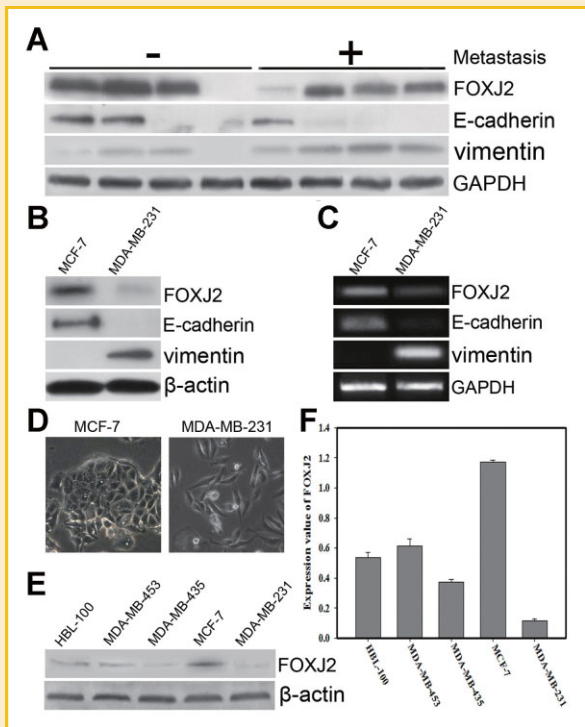 A
- + Metastasis
FOXJ2
E-cadherin
vimentin
GAPDH
B
MCF-7 MDA-MB-231
FOXJ2
E-cadherin
vimentin
β-actin
C
MCF-7 MDA-MB-231
FOXJ2
E-cadherin
vimentin
GAPDH
D
MCF-7 MDA-MB-231
E
HBL-100 MDA-MB-453 MDA-MB-435 MCF-7 MDA-MB-231
FOXJ2
β-actin
F
Expression value of FOXJ2
1.4
1.2
1.0
0.8
0.6
0.4
0.2
0.0
HBL-100 MDA-MB-453 MDA-MB-435 MCF-7 MDA-MB-231